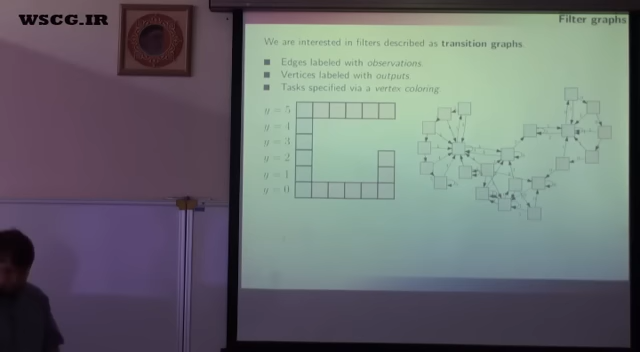 WSCG.IR
Filter graphs
We are interested in filters described as transition graphs
Edges labeled with observations
Vertices labeled with outputs
Tasks specified via a vertex coloring
y = 5
y = 4
y = 3
y = 2
y = 1
y = 0